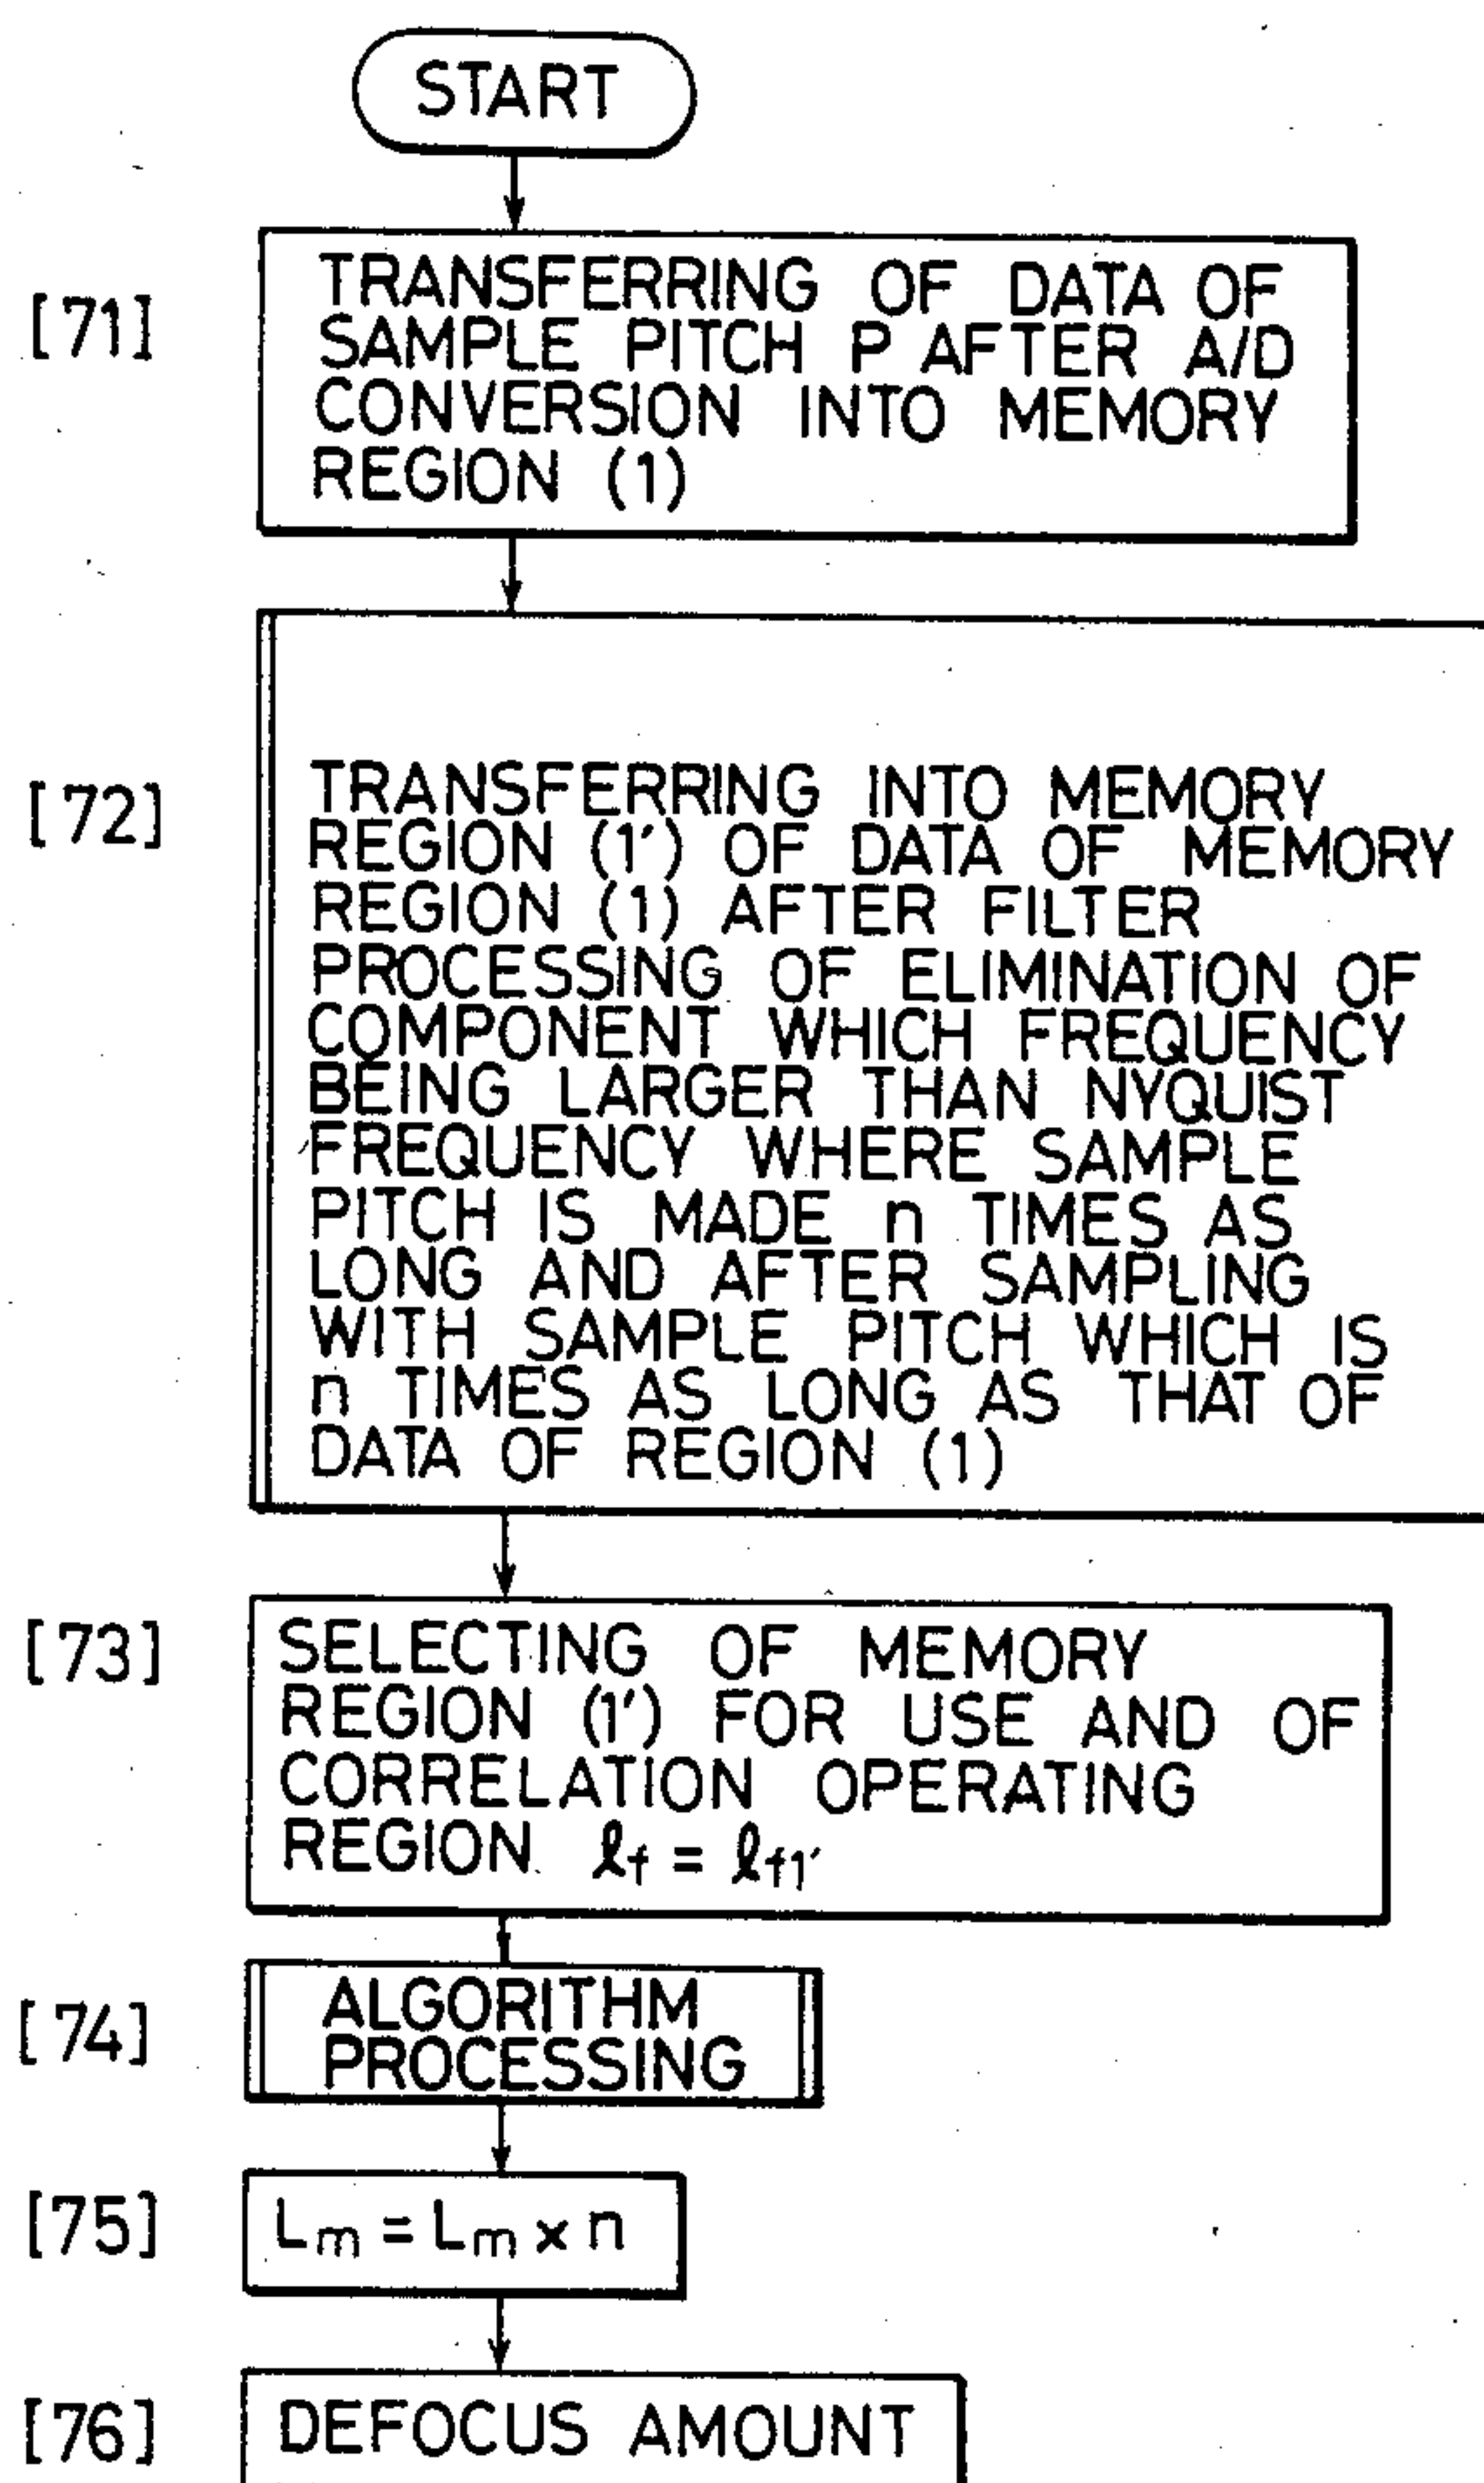 START
[71]
TRANSFERRING OF DATA OF
SAMPLE PITCH P AFTER A/D
CONVERSION INTO MEMORY
REGION (1)
[72]
TRANSFERRING INTO MEMORY
REGION (1′) OF DATA OF MEMORY
REGION (1) AFTER FILTER
PROCESSING OF ELIMINATION OF
COMPONENT WHICH FREQUENCY
BEING LARGER THAN NYQUIST
FREQUENCY WHERE SAMPLE
PITCH IS MADE n TIMES AS
LONG AND AFTER SAMPLING
WITH SAMPLE PITCH WHICH IS
n TIMES AS LONG AS THAT OF
DATA OF REGION (1)
[73]
SELECTING OF MEMORY
REGION (1′) FOR USE AND OF
CORRELATION OPERATING
REGION ℓf = ℓf1′
[74]
ALGORITHM
PROCESSING
[75]
Lm = Lm × n
[76]
DEFOCUS AMOUNT